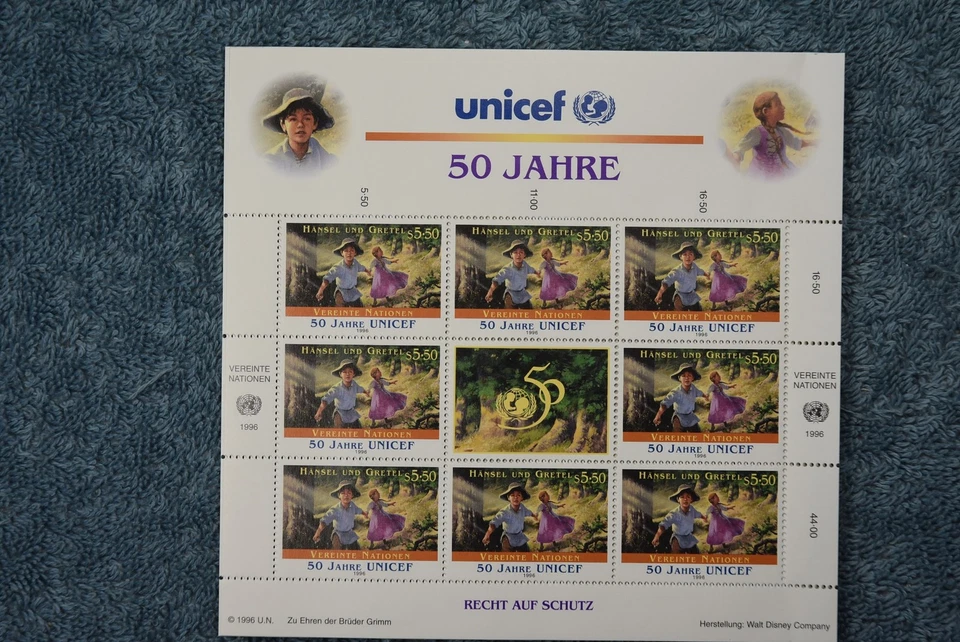 unicef
50 JAHRE
5·50
11·00
16·50
HÄNSEL UND GRETEL S5·50
VEREINTE NATIONEN
50 JAHRE UNICEF
1996
HÄNSEL UND GRETEL S5·50
VEREINTE NATIONEN
50 JAHRE UNICEF
1996
HÄNSEL UND GRETEL S5·50
VEREINTE NATIONEN
50 JAHRE UNICEF
1996
16·50
VEREINTE
NATIONEN
1996
HÄNSEL UND GRETEL S5·50
VEREINTE NATIONEN
50 JAHRE UNICEF
1996
50
HÄNSEL UND GRETEL S5·50
VEREINTE NATIONEN
50 JAHRE UNICEF
1996
VEREINTE
NATIONEN
1996
HÄNSEL UND GRETEL S5·50
VEREINTE NATIONEN
50 JAHRE UNICEF
1996
HÄNSEL UND GRETEL S5·50
VEREINTE NATIONEN
50 JAHRE UNICEF
1996
HÄNSEL UND GRETEL S5·50
VEREINTE NATIONEN
50 JAHRE UNICEF
1996
44·00
RECHT AUF SCHUTZ
© 1996 U.N. Zu Ehren der Brüder Grimm
Herstellung: Walt Disney Company